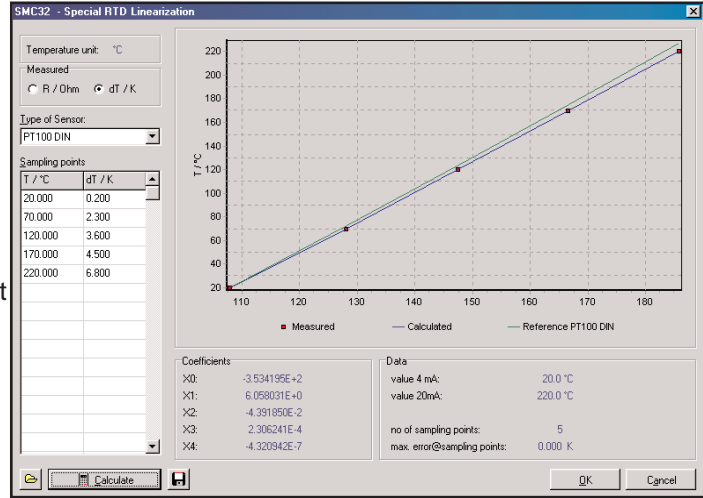 SMC32 - Special RTD Linearization
Temperature unit: °C
Measured
R / Ohm dT / K
Type of Sensor:
PT100 DIN
Sampling points
T / °C dT / K
20.000 0.200
70.000 2.300
120.000 3.600
170.000 4.500
220.000 6.800
t
T / °C
220
200
180
160
140
120
100
80
60
40
20
110 120 130 140 150 160 170 180
Measured Calculated Reference PT100 DIN
Coefficients
X0: -3.534195E+2
X1: 6.058031E+0
X2: -4.391850E-2
X3: 2.306241E-4
X4: -4.320942E-7
Data
value 4 mA: 20.0 °C
value 20mA: 220.0 °C
no of sampling points: 5
max. error@sampling points: 0.000 K
Calculate
OK Cancel